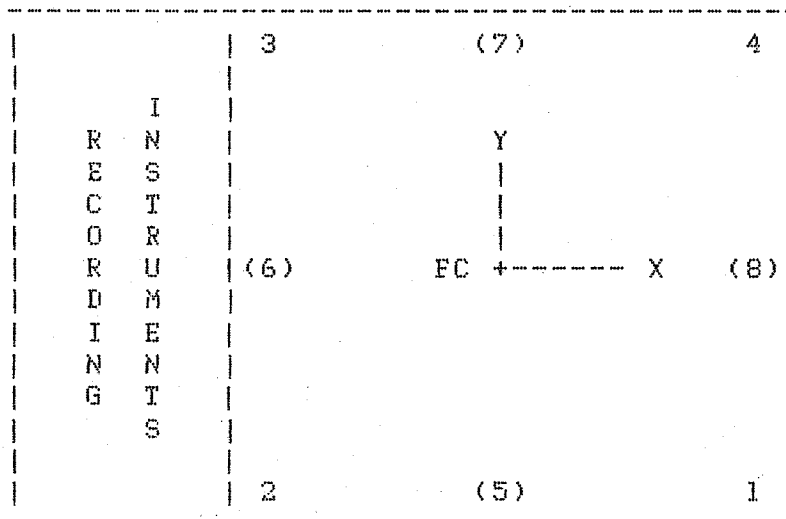 3 (7) 4
I
R N Y
E S
C T
O R
R U (6) FC +------ X (8)
D M
I E
N N
G T
S
2 (5) 1